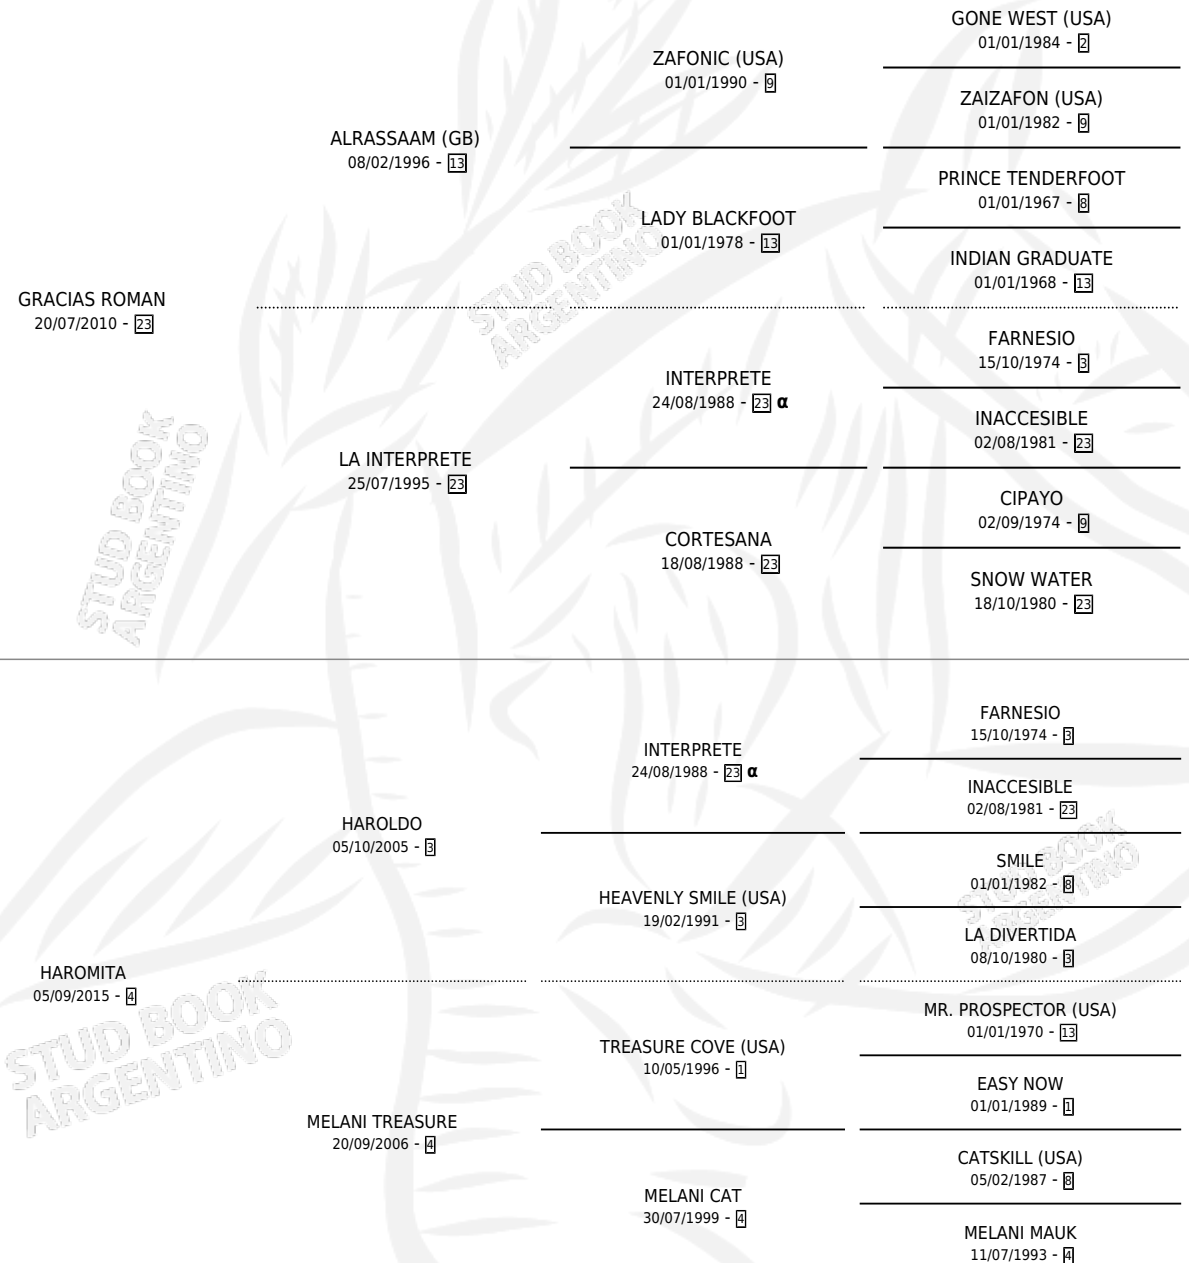 GONE WEST (USA)
01/01/1984 - 2
ZAFONIC (USA)
01/01/1990 - 9
ZAIZAFON (USA)
01/01/1982 - 9
ALRASSAAM (GB)
08/02/1996 - 13
PRINCE TENDERFOOT
01/01/1967 - 8
LADY BLACKFOOT
01/01/1978 - 13
INDIAN GRADUATE
01/01/1968 - 13
GRACIAS ROMAN
20/07/2010 - 23
FARNESIO
15/10/1974 - 3
INTERPRETE
24/08/1988 - 23 α
INACCESIBLE
02/08/1981 - 23
LA INTERPRETE
25/07/1995 - 23
CIPAYO
02/09/1974 - 9
CORTESANA
18/08/1988 - 23
SNOW WATER
18/10/1980 - 23
FARNESIO
15/10/1974 - 3
INTERPRETE
24/08/1988 - 23 α
INACCESIBLE
02/08/1981 - 23
HAROLDO
05/10/2005 - 3
SMILE
01/01/1982 - 8
HEAVENLY SMILE (USA)
19/02/1991 - 3
LA DIVERTIDA
08/10/1980 - 3
HAROMITA
05/09/2015 - 4
MR. PROSPECTOR (USA)
01/01/1970 - 13
TREASURE COVE (USA)
10/05/1996 - 1
EASY NOW
01/01/1989 - 1
MELANI TREASURE
20/09/2006 - 4
CATSKILL (USA)
05/02/1987 - 8
MELANI CAT
30/07/1999 - 4
MELANI MAUK
11/07/1993 - 4
STUD BOOK
ARGENTINO
STUD BOOK
ARGENTINO
STUD BOOK
ARGENTINO
STUD BOOK
ARGENTINO